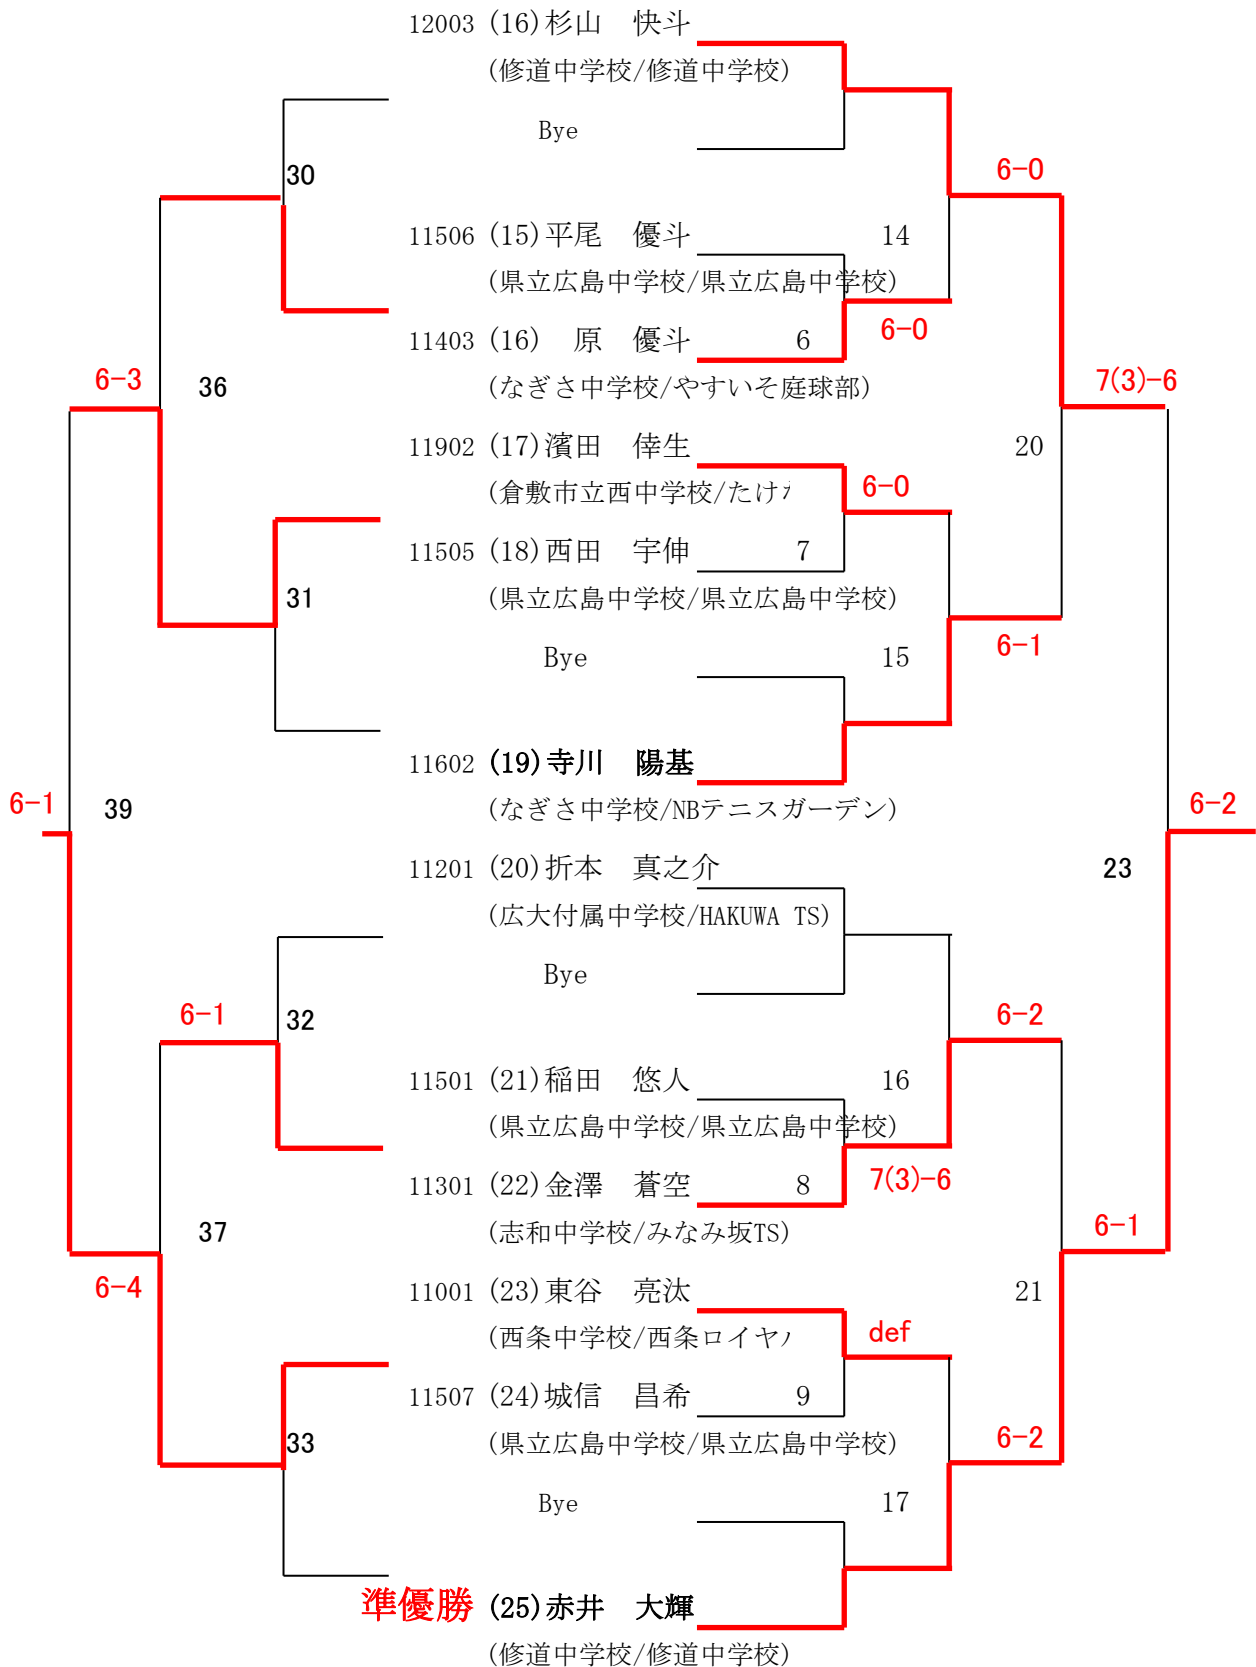 12003 (16)杉山　快斗
(修道中学校/修道中学校)
Bye
30
6-0
11506 (15)平尾　優斗 14
(県立広島中学校/県立広島中学校)
11403 (16)　原　優斗 6 6-0
6-3 36 7(3)-6
(なぎさ中学校/やすいそ庭球部)
11902 (17)濱田　倖生 20
(倉敷市立西中学校/たけ
6-0
11505 (18)西田　宇伸 7
31 (県立広島中学校/県立広島中学校)
Bye 15 6-1
11602 (19)寺川　陽基
6-1 39 (なぎさ中学校/NBテニスガーデン) 6-2
11201 (20)折本　真之介 23
(広大付属中学校/HAKUWA TS)
Bye
6-1 32 6-2
11501 (21)稲田　悠人 16
(県立広島中学校/県立広島中学校)
11301 (22)金澤　蒼空 8 7(3)-6
37 (志和中学校/みなみ坂TS) 6-1
6-4 11001 (23)東谷　亮汰 21
(西条中学校/西条ロイヤ
def
11507 (24)城信　昌希 9
33 (県立広島中学校/県立広島中学校) 6-2
Bye 17
準優勝 (25)赤井　大輝
(修道中学校/修道中学校)